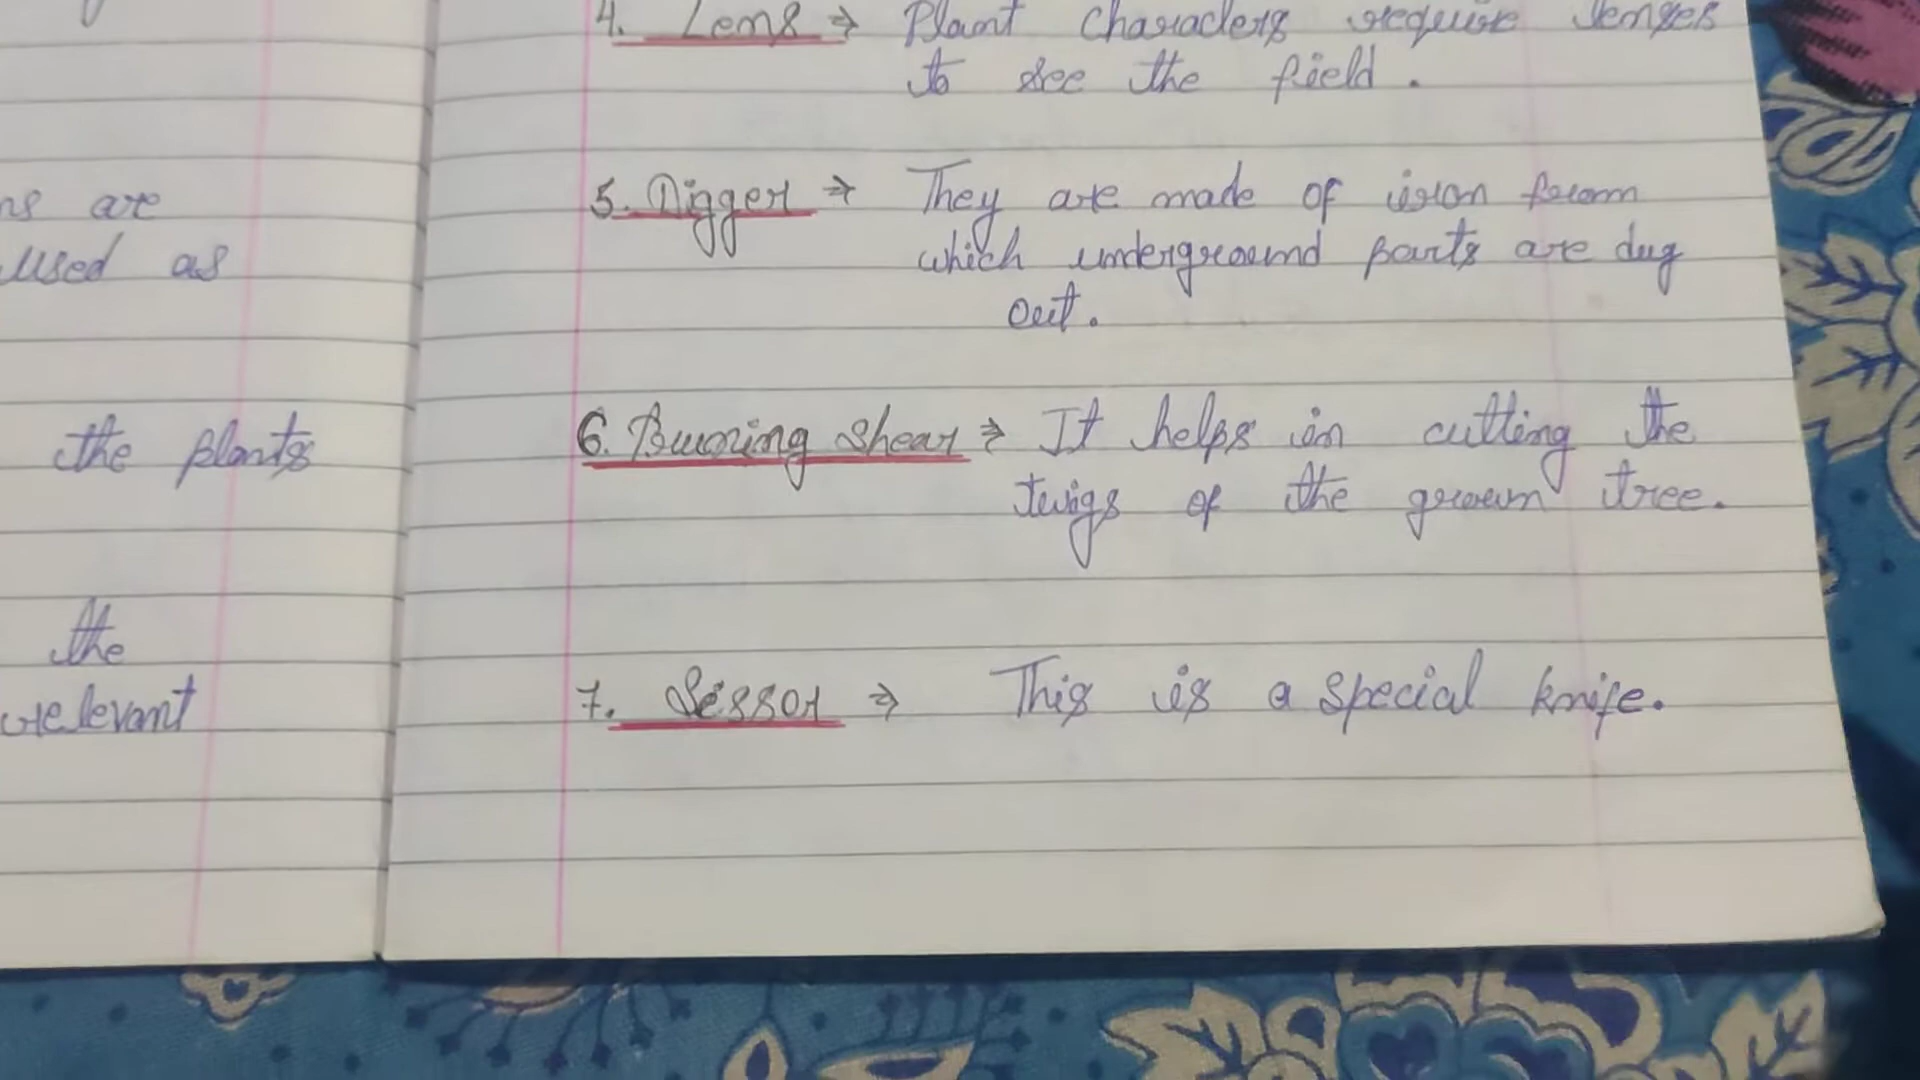 ns are
used as
the plants
the
relevant
4. Lens ⇒ Plant characters require lenses
to see the field.
5. Digger ⇒ They are made of iron from
which underground parts are dug
out.
6. Buring Shear ⇒ It helps in cutting the
twigs of the grown tree.
7. Sessor ⇒ This is a special knife.